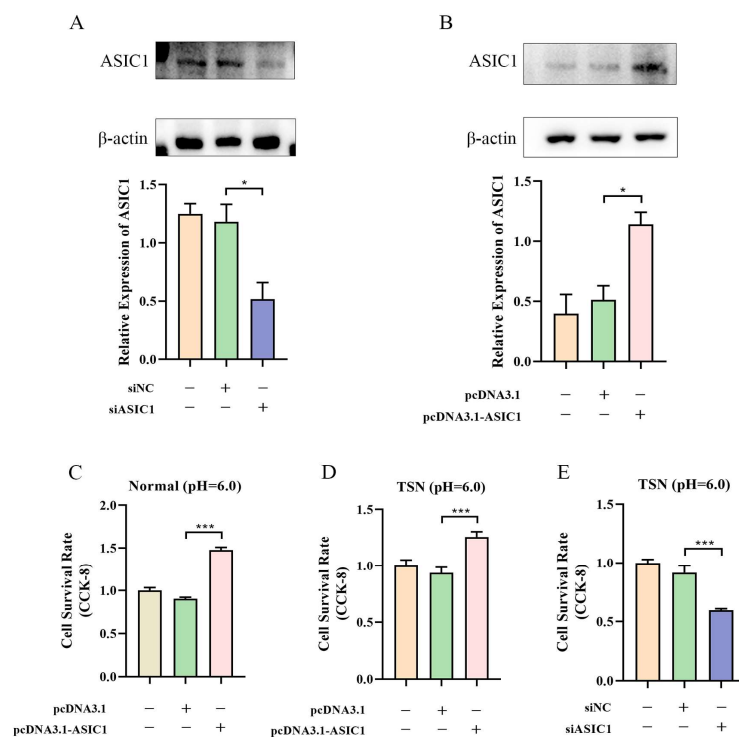 A
ASIC1
β-actin
Relative Expression of ASIC1
1.5
1.0
0.5
0.0
*
siNC − + −
siASIC1 − − +
B
ASIC1
β-actin
Relative Expression of ASIC1
1.5
1.0
0.5
0.0
*
pcDNA3.1 − + −
pcDNA3.1-ASIC1 − − +
C
Normal (pH=6.0)
Cell Survival Rate
(CCK-8)
2.0
1.5
1.0
0.5
0.0
***
pcDNA3.1 − + −
pcDNA3.1-ASIC1 − − +
D
TSN (pH=6.0)
Cell Survival Rate
(CCK-8)
1.5
1.0
0.5
0.0
***
pcDNA3.1 − + −
pcDNA3.1-ASIC1 − − +
E
TSN (pH=6.0)
Cell Survival Rate
(CCK-8)
1.5
1.0
0.5
0.0
***
siNC − + −
siASIC1 − − +